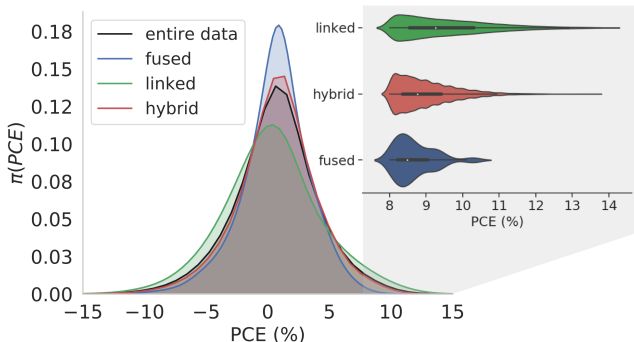 π(PCE)
0.18
0.15
0.12
0.10
0.08
0.05
0.03
0.00
−15 −10 −5 0 5 10 15
PCE (%)
entire data
fused
linked
hybrid
linked
hybrid
fused
8 9 10 11 12 13 14
PCE (%)